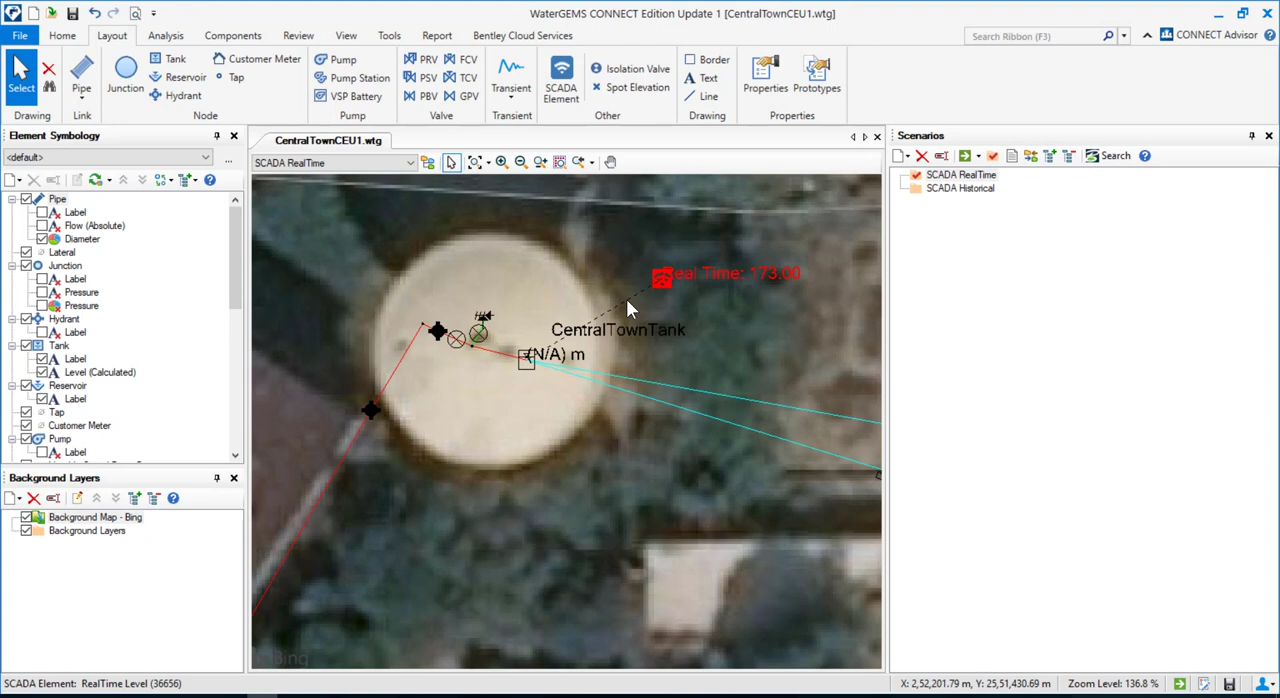 WaterGEMS CONNECT Edition Update 1 [CentralTownCEU1.wtg]
File Home Layout Analysis Components Review View Tools Report Bentley Cloud Services
Search Ribbon (F3)
CONNECT Advisor
Select
Drawing
Pipe
Link
Junction
Tank
Reservoir
Hydrant
Customer Meter
Tap
Node
Pump
Pump Station
VSP Battery
Pump
PRV FCV
PSV TCV
PBV GPV
Valve
Transient
Transient
SCADA
Element
Isolation Valve
Spot Elevation
Other
Border
Text
Line
Drawing
Properties
Prototypes
Properties
Element Symbology
<default>
Pipe
Label
Flow (Absolute)
Diameter
Lateral
Junction
Label
Pressure
Pressure
Hydrant
Label
Tank
Label
Level (Calculated)
Reservoir
Label
Tap
Customer Meter
Pump
Label
Background Layers
Background Map - Bing
Background Layers
CentralTownCEU1.wtg
SCADA RealTime
Real Time: 173.00
CentralTownTank
(N/A) m
Bing
Scenarios
Search
SCADA RealTime
SCADA Historical
SCADA Element: RealTime Level (36656)
X: 2,52,201.79 m, Y: 25,51,430.69 m
Zoom Level: 136.8 %